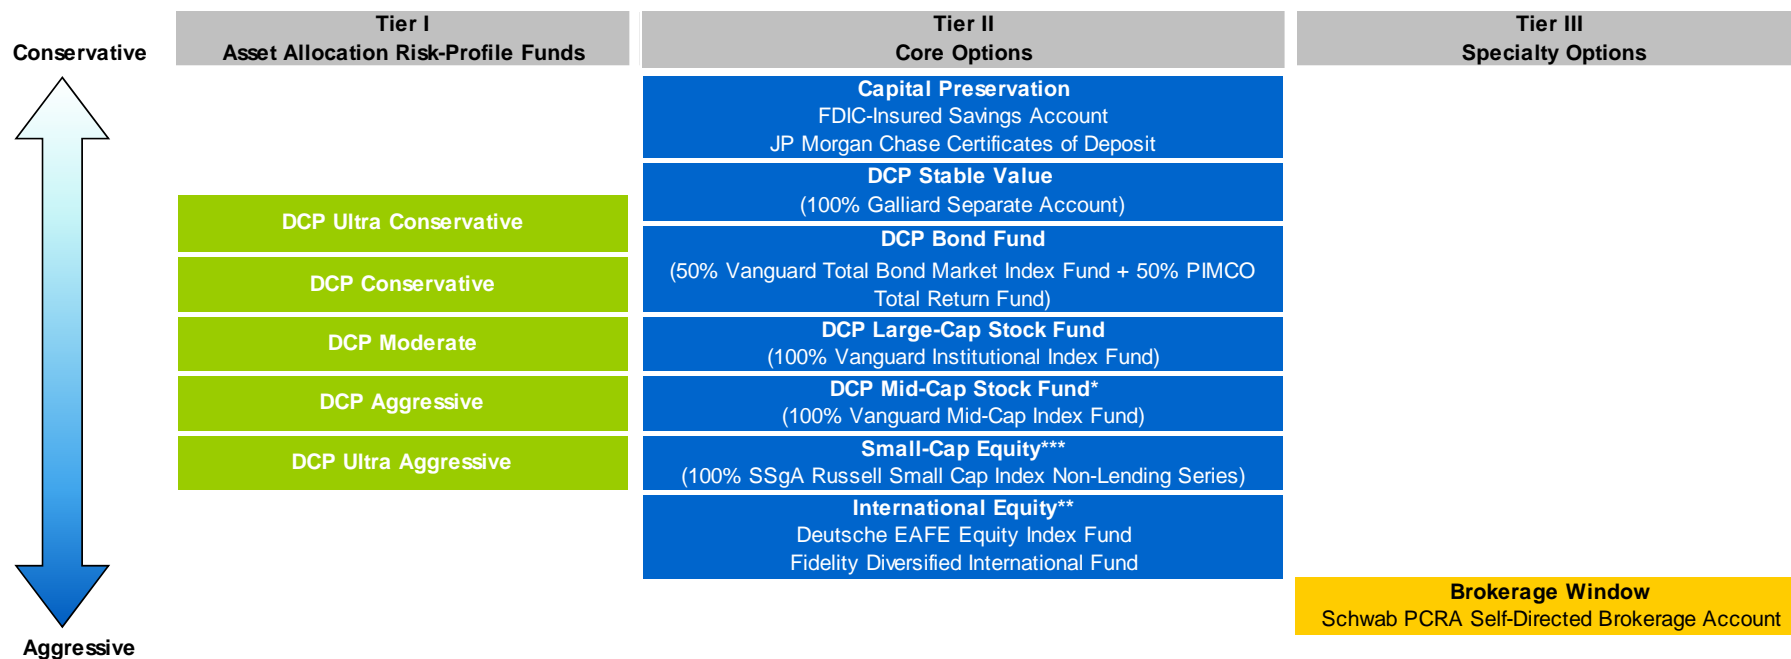 Conservative
Tier I
Asset Allocation Risk-Profile Funds
Tier II
Core Options
Tier III
Specialty Options
Capital Preservation
FDIC-Insured Savings Account
JP Morgan Chase Certificates of Deposit
DCP Stable Value
(100% Galliard Separate Account)
DCP Ultra Conservative
DCP Bond Fund
(50% Vanguard Total Bond Market Index Fund + 50% PIMCO
Total Return Fund)
DCP Conservative
DCP Moderate
DCP Large-Cap Stock Fund
(100% Vanguard Institutional Index Fund)
DCP Aggressive
DCP Mid-Cap Stock Fund*
(100% Vanguard Mid-Cap Index Fund)
DCP Ultra Aggressive
Small-Cap Equity***
(100% SSgA Russell Small Cap Index Non-Lending Series)
International Equity**
Deutsche EAFE Equity Index Fund
Fidelity Diversified International Fund
Brokerage Window
Schwab PCRA Self-Directed Brokerage Account
Aggressive